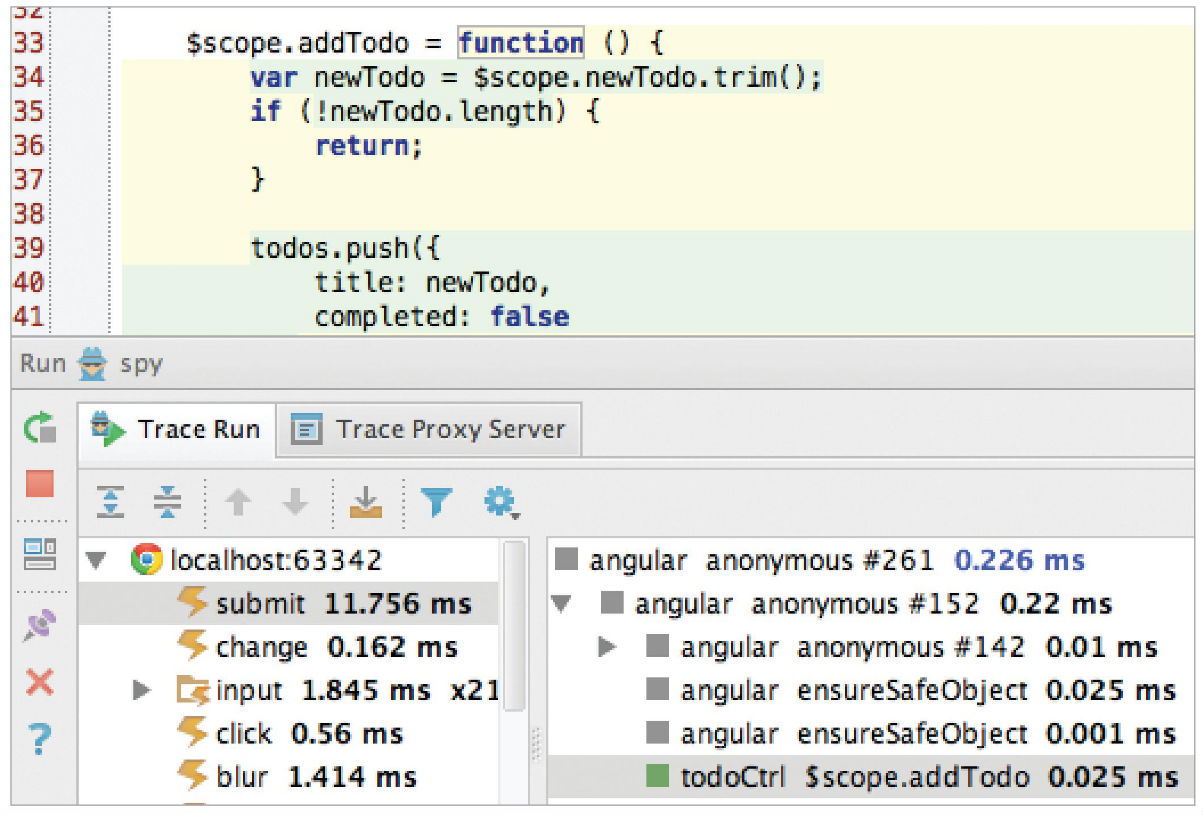 32
33 $scope.addTodo = function () {
34 var newTodo = $scope.newTodo.trim();
35 if (!newTodo.length) {
36 return;
37 }
38
39 todos.push({
40 title: newTodo,
41 completed: false
Run spy
Trace Run Trace Proxy Server
localhost:63342
submit 11.756 ms
change 0.162 ms
input 1.845 ms x21
click 0.56 ms
blur 1.414 ms
angular anonymous #261 0.226 ms
angular anonymous #152 0.22 ms
angular anonymous #142 0.01 ms
angular ensureSafeObject 0.025 ms
angular ensureSafeObject 0.001 ms
todoCtrl $scope.addTodo 0.025 ms